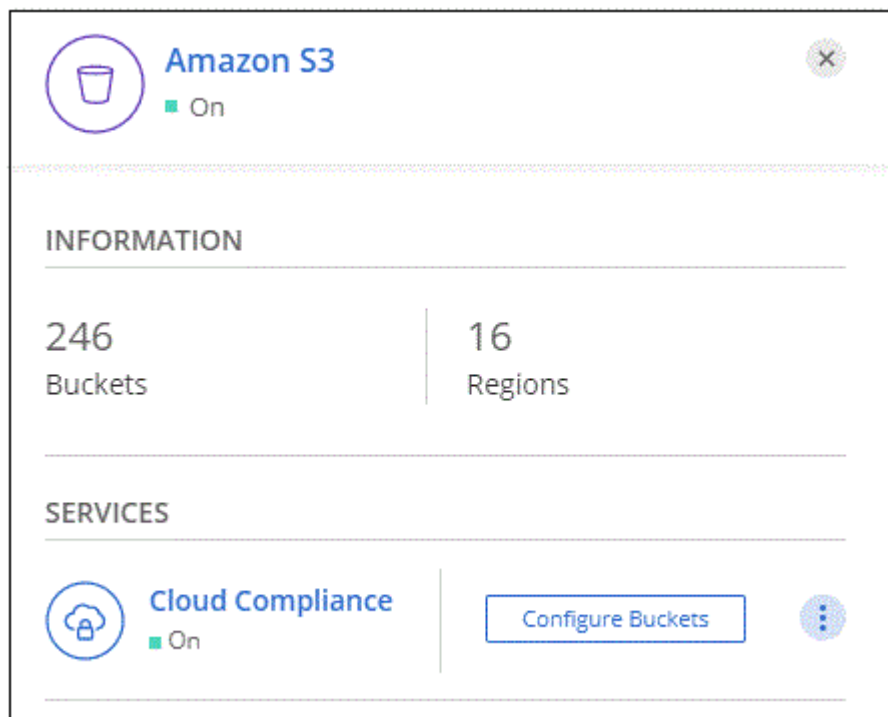 Amazon S3
On
INFORMATION
246
Buckets
16
Regions
SERVICES
Cloud Compliance
On
Configure Buckets